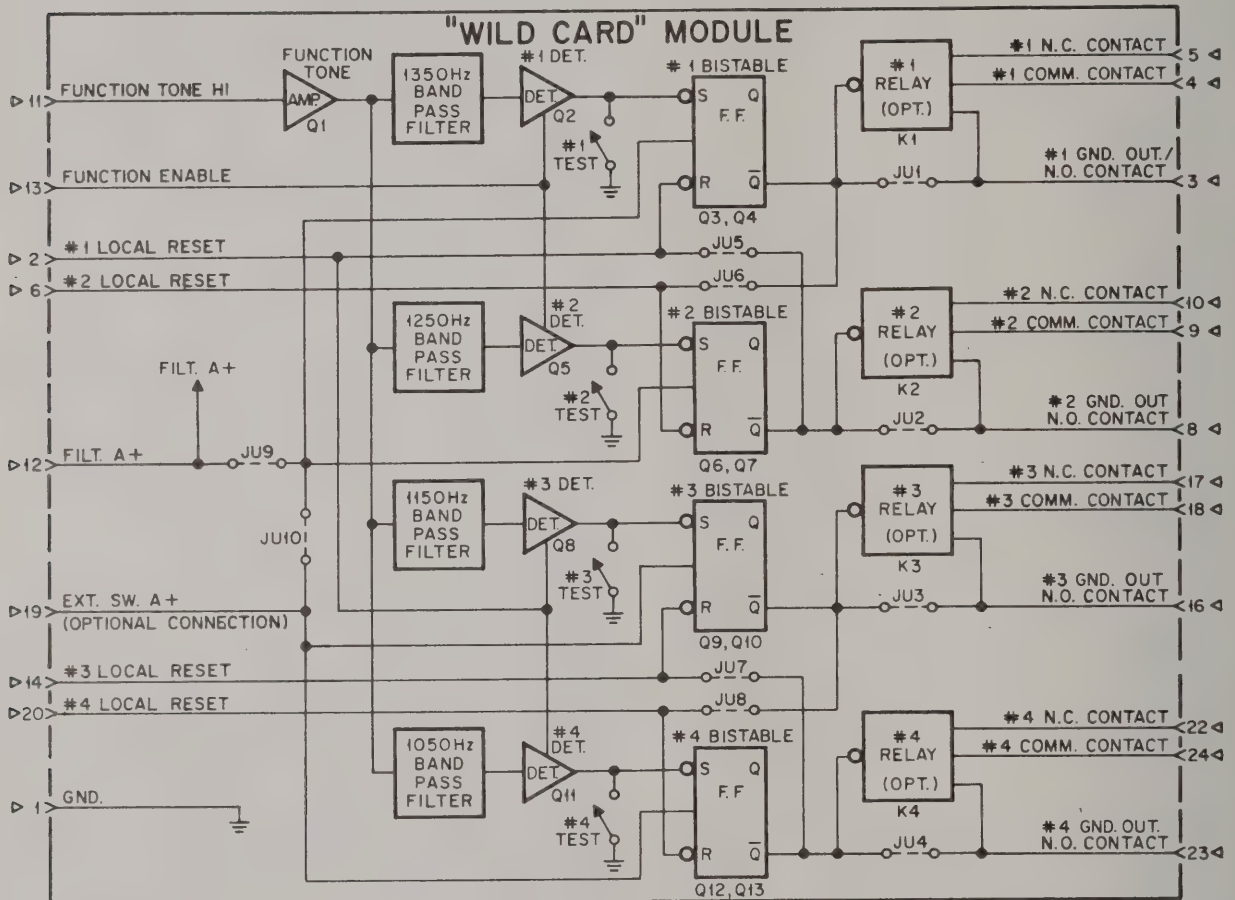 "WILD CARD" MODULE
FUNCTION TONE HI
11
FUNCTION
TONE
AMP.
Q1
1350Hz
BAND
PASS
FILTER
#1 DET.
DET.
Q2
#1
TEST
#1 BISTABLE
S
Q
F.F.
R
Q̅
Q3, Q4
#1
RELAY
(OPT.)
K1
#1 N.C. CONTACT
5
#1 COMM. CONTACT
4
#1 GND. OUT./
N.O. CONTACT
3
JU1
FUNCTION ENABLE
13
#1 LOCAL RESET
2
#2 LOCAL RESET
6
JU5
JU6
1250Hz
BAND
PASS
FILTER
#2
DET.
DET.
Q5
#2
TEST
#2 BISTABLE
S
Q
F.F.
R
Q̅
Q6, Q7
#2
RELAY
(OPT.)
K2
#2 N.C. CONTACT
10
#2 COMM. CONTACT
9
#2 GND. OUT
N.O. CONTACT
8
JU2
FILT. A+
FILT. A+
12
JU9
1150Hz
BAND
PASS
FILTER
#3 DET.
DET.
Q8
#3
TEST
#3 BISTABLE
S
Q
F.F.
R
Q̅
Q9, Q10
#3
RELAY
(OPT.)
K3
#3 N.C. CONTACT
17
#3 COMM. CONTACT
18
#3 GND. OUT
N.O. CONTACT
16
JU3
JU10
EXT. SW. A+
(OPTIONAL CONNECTION)
19
#3 LOCAL RESET
14
#4 LOCAL RESET
20
JU7
JU8
1050Hz
BAND
PASS
FILTER
#4
DET.
DET.
Q11
#4
TEST
#4 BISTABLE
S
Q
F.F
R
Q̅
Q12, Q13
#4
RELAY
(OPT.)
K4
#4 N.C. CONTACT
22
#4 COMM. CONTACT
24
#4 GND. OUT.
N.O. CONTACT
23
JU4
GND.
1